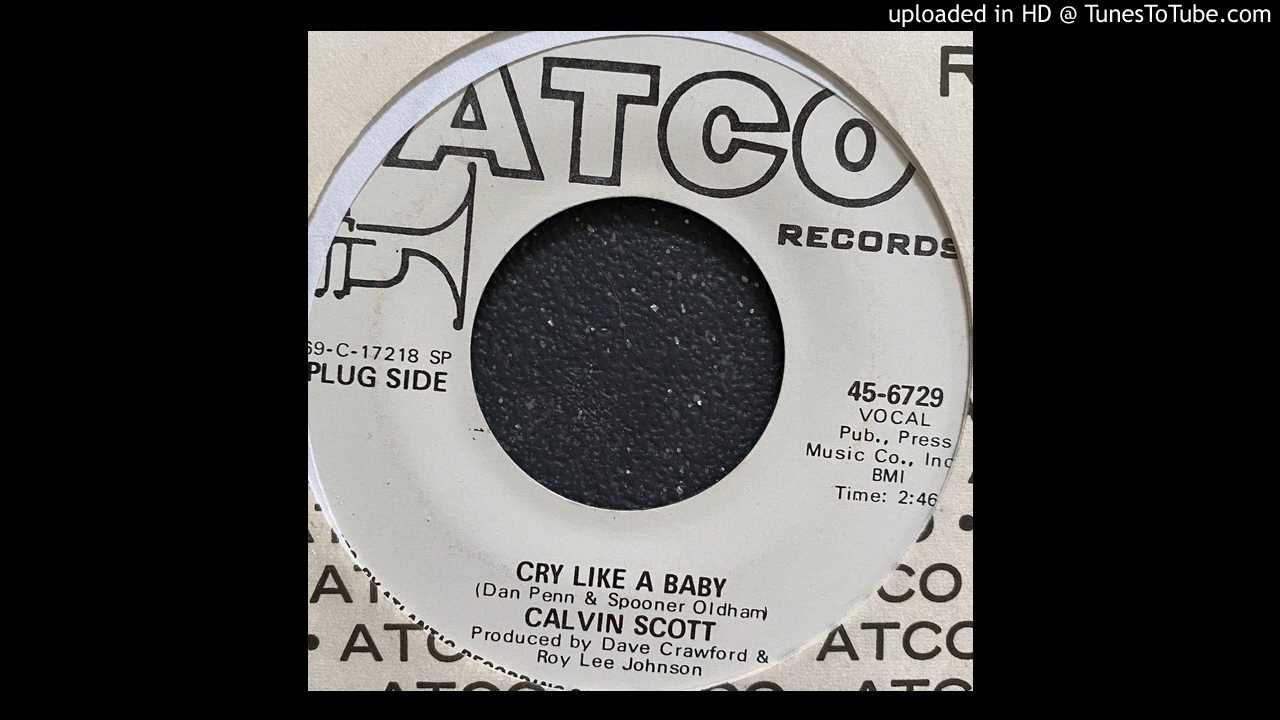 uploaded in HD @ TunesToTube.com
ATCO
RECORDS
69-C-17218 SP
PLUG SIDE
45-6729
VOCAL
Pub., Press
Music Co., Inc
BMI
Time: 2:46
CRY LIKE A BABY
(Dan Penn & Spooner Oldham)
CALVIN SCOTT
Produced by Dave Crawford &
Roy Lee Johnson
ATCO
ATCO